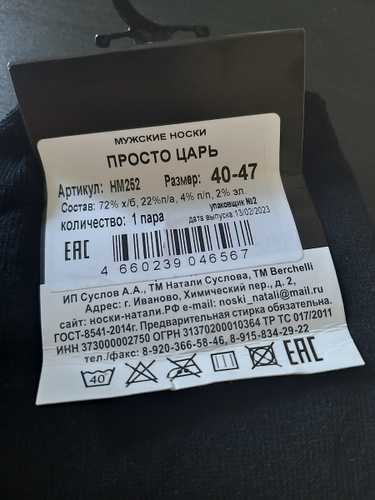 МУЖСКИЕ НОСКИ
ПРОСТО ЦАРЬ
Артикул: НМ252 Размер: 40-47
Состав: 72% х/б, 22%п/а, 4% п/п, 2% эл.
упаковщик №2
количество: 1 пара дата выпуска 13/02/2023
ЕАС
4 660239 046567
ИП Суслов А.А., ТМ Натали Суслова, ТМ Berchelli
Адрес: г. Иваново, Химический пер., д. 2,
сайт: носки-натали.РФ e-mail: noski_natali@mail.ru
ГОСТ-8541-2014г. Предварительная стирка обязательна.
ИНН 373000002750 ОГРН 31370200010364 ТР ТС 017/2011
тел./факс: 8-920-366-58-46, 8-915-834-29-22
40 ЕАС